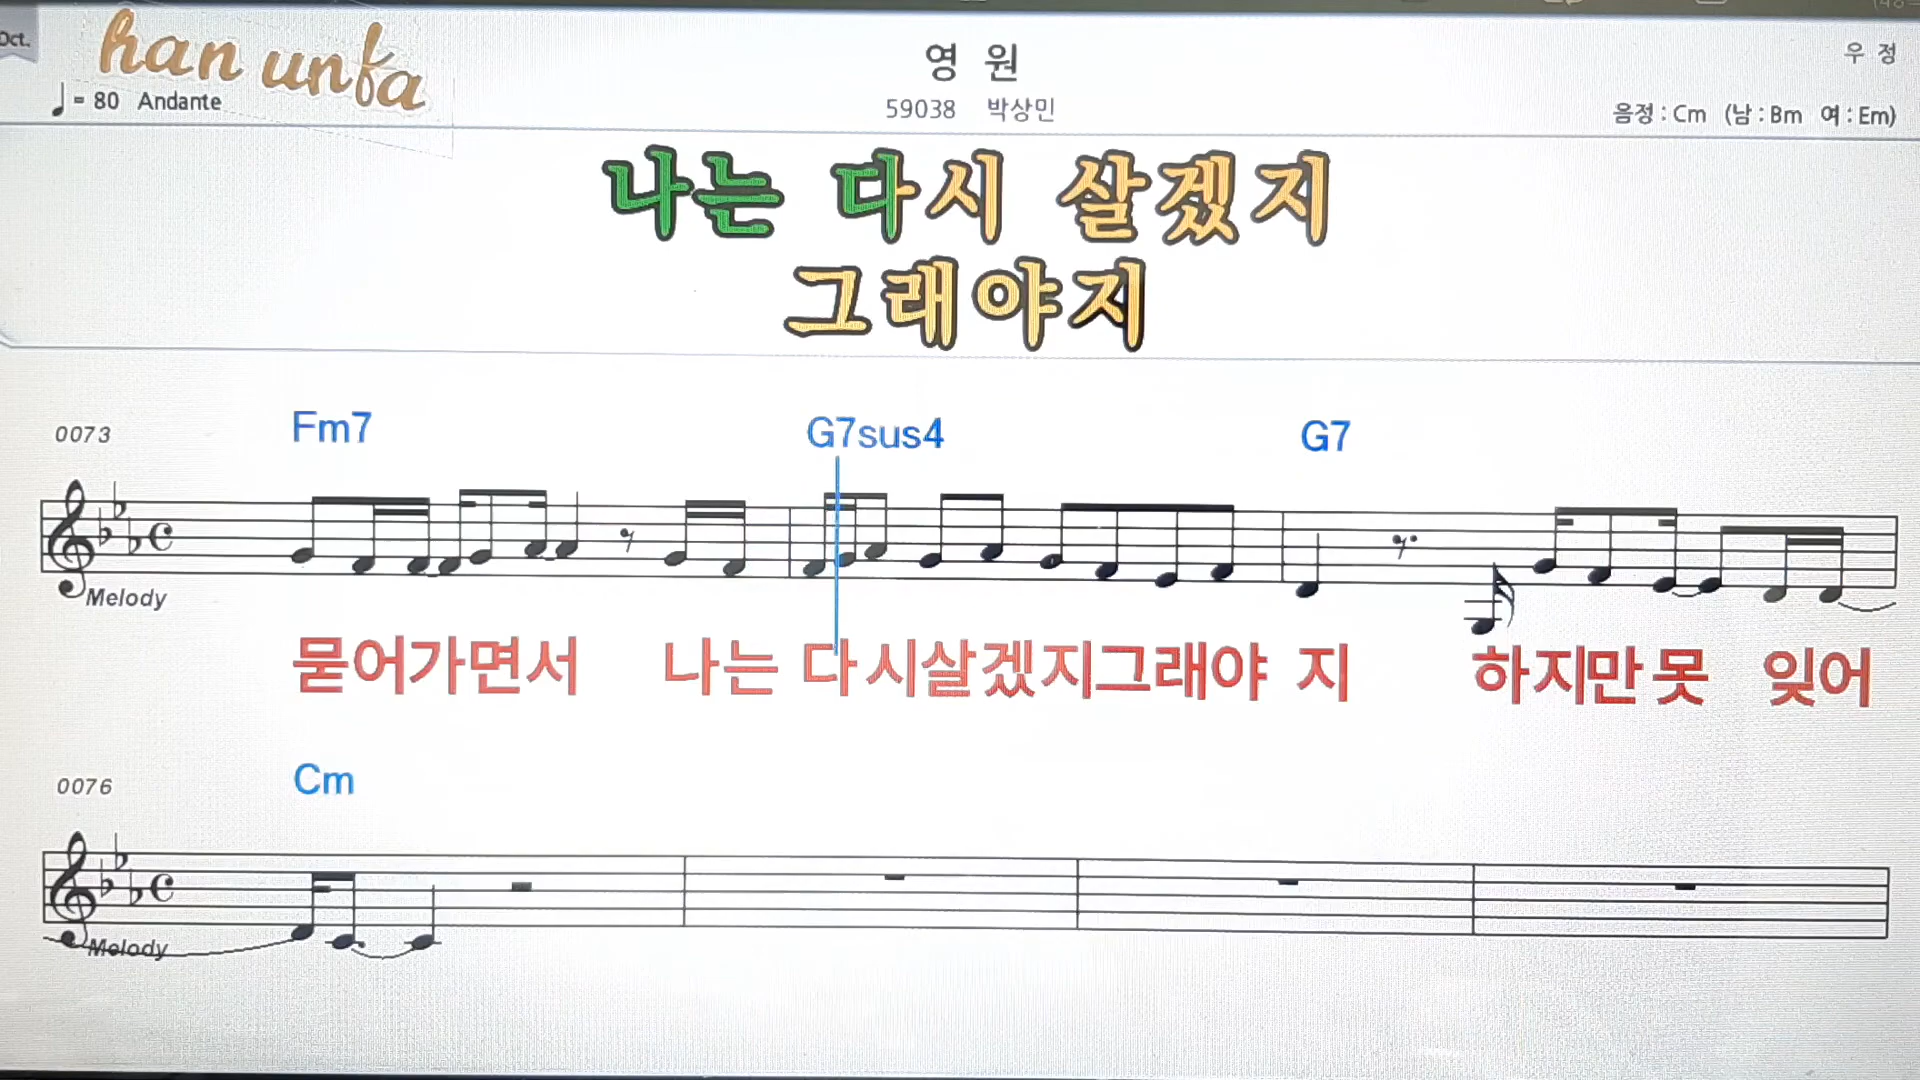 Oct.
han unfa
영 원
우 정
♩= 80 Andante
59038 박상민
음정 : Cm (남 : Bm 여 : Em)
나는 다시 살겠지
그래야지
0073 Fm7 G7sus4 G7
Melody
묻어가면서 나는 다시살겠지그래야 지 하지만못 잊어
0076 Cm
Melody